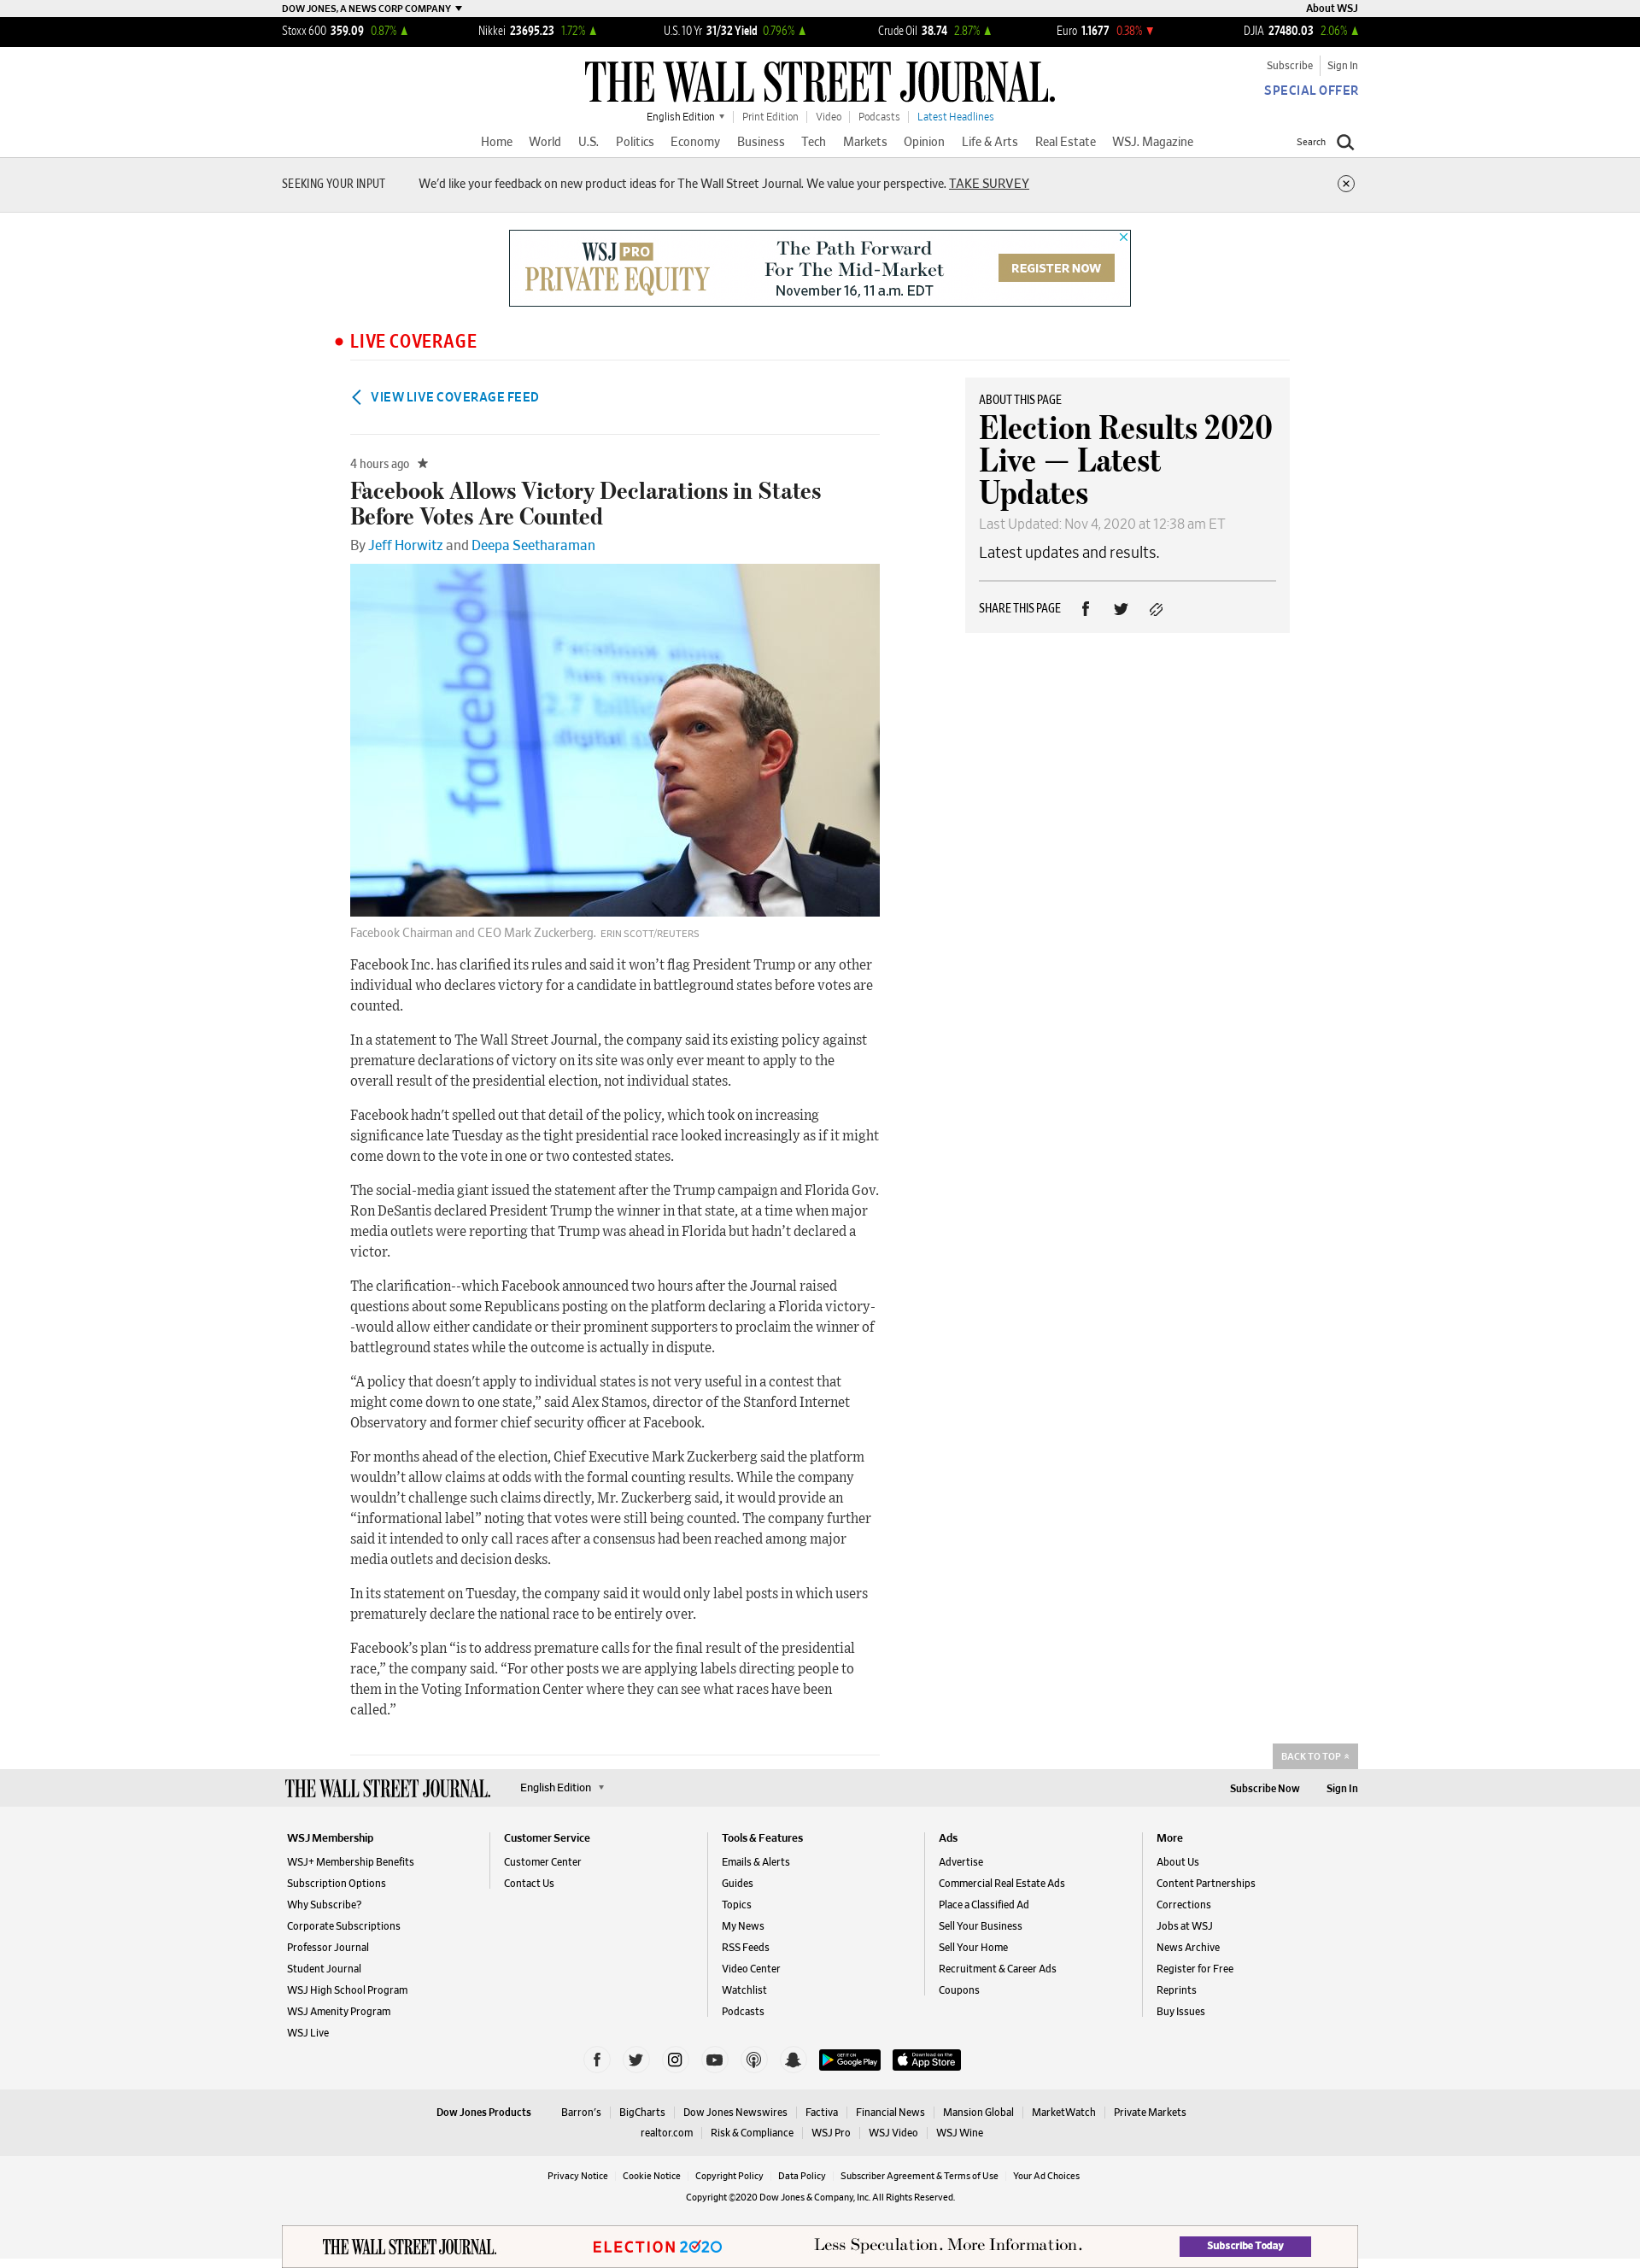 DOW JONES, A NEWS CORP COMPANY
About WSJ
Stoxx 600 359.09 0.87% Nikkei 23695.23 1.72% U.S. 10 Yr 31/32 Yield 0.796% Crude Oil 38.74 2.87% Euro 1.1677 0.38% DJIA 27480.03 2.06%
THE WALL STREET JOURNAL.
Subscribe Sign In
SPECIAL OFFER
English Edition Print Edition Video Podcasts Latest Headlines
Home World U.S. Politics Economy Business Tech Markets Opinion Life & Arts Real Estate WSJ. Magazine
Search
SEEKING YOUR INPUT We'd like your feedback on new product ideas for The Wall Street Journal. We value your perspective. TAKE SURVEY
WSJ PRO
PRIVATE EQUITY
The Path Forward
For The Mid-Market
November 16, 11 a.m. EDT
REGISTER NOW
LIVE COVERAGE
VIEW LIVE COVERAGE FEED
4 hours ago
Facebook Allows Victory Declarations in States
Before Votes Are Counted
By Jeff Horwitz and Deepa Seetharaman
facebook
Facebook Chairman and CEO Mark Zuckerberg. ERIN SCOTT/REUTERS
Facebook Inc. has clarified its rules and said it won’t flag President Trump or any other
individual who declares victory for a candidate in battleground states before votes are
counted.
In a statement to The Wall Street Journal, the company said its existing policy against
premature declarations of victory on its site was only ever meant to apply to the
overall result of the presidential election, not individual states.
Facebook hadn't spelled out that detail of the policy, which took on increasing
significance late Tuesday as the tight presidential race looked increasingly as if it might
come down to the vote in one or two contested states.
The social-media giant issued the statement after the Trump campaign and Florida Gov.
Ron DeSantis declared President Trump the winner in that state, at a time when major
media outlets were reporting that Trump was ahead in Florida but hadn’t declared a
victor.
The clarification--which Facebook announced two hours after the Journal raised
questions about some Republicans posting on the platform declaring a Florida victory-
-would allow either candidate or their prominent supporters to proclaim the winner of
battleground states while the outcome is actually in dispute.
“A policy that doesn't apply to individual states is not very useful in a contest that
might come down to one state,” said Alex Stamos, director of the Stanford Internet
Observatory and former chief security officer at Facebook.
For months ahead of the election, Chief Executive Mark Zuckerberg said the platform
wouldn’t allow claims at odds with the formal counting results. While the company
wouldn’t challenge such claims directly, Mr. Zuckerberg said, it would provide an
“informational label” noting that votes were still being counted. The company further
said it intended to only call races after a consensus had been reached among major
media outlets and decision desks.
In its statement on Tuesday, the company said it would only label posts in which users
prematurely declare the national race to be entirely over.
Facebook’s plan “is to address premature calls for the final result of the presidential
race,” the company said. “For other posts we are applying labels directing people to
them in the Voting Information Center where they can see what races have been
called.”
ABOUT THIS PAGE
Election Results 2020
Live — Latest
Updates
Last Updated: Nov 4, 2020 at 12:38 am ET
Latest updates and results.
SHARE THIS PAGE
BACK TO TOP
THE WALL STREET JOURNAL.
English Edition
Subscribe Now Sign In
WSJ Membership
WSJ+ Membership Benefits
Subscription Options
Why Subscribe?
Corporate Subscriptions
Professor Journal
Student Journal
WSJ High School Program
WSJ Amenity Program
WSJ Live
Customer Service
Customer Center
Contact Us
Tools & Features
Emails & Alerts
Guides
Topics
My News
RSS Feeds
Video Center
Watchlist
Podcasts
Ads
Advertise
Commercial Real Estate Ads
Place a Classified Ad
Sell Your Business
Sell Your Home
Recruitment & Career Ads
Coupons
More
About Us
Content Partnerships
Corrections
Jobs at WSJ
News Archive
Register for Free
Reprints
Buy Issues
GET IT ON
Google Play
Download on the
App Store
Dow Jones Products Barron's BigCharts Dow Jones Newswires Factiva Financial News Mansion Global MarketWatch Private Markets
realtor.com Risk & Compliance WSJ Pro WSJ Video WSJ Wine
Privacy Notice Cookie Notice Copyright Policy Data Policy Subscriber Agreement & Terms of Use Your Ad Choices
Copyright ©2020 Dow Jones & Company, Inc. All Rights Reserved.
THE WALL STREET JOURNAL.
ELECTION 2020
Less Speculation. More Information.
Subscribe Today